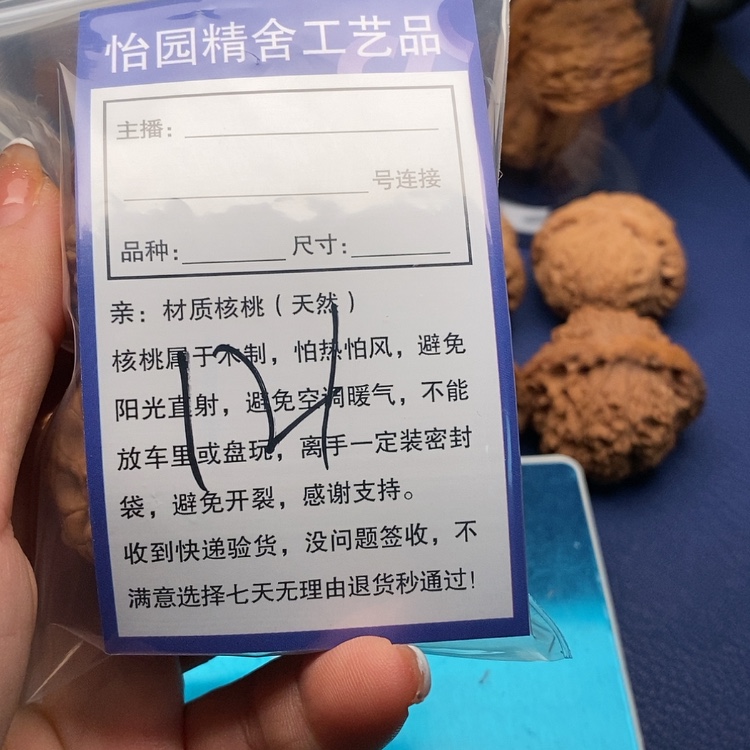 怡园精舍工艺品
主播:
号连接
品种: 尺寸:
亲:材质核桃(天然)
核桃属于木制,怕热怕风,避免
阳光直射,避免空调暖气,不能
放车里或盘玩,离手一定装密封
袋,避免开裂,感谢支持。
收到快递验货,没问题签收,不
满意选择七天无理由退货秒通过!